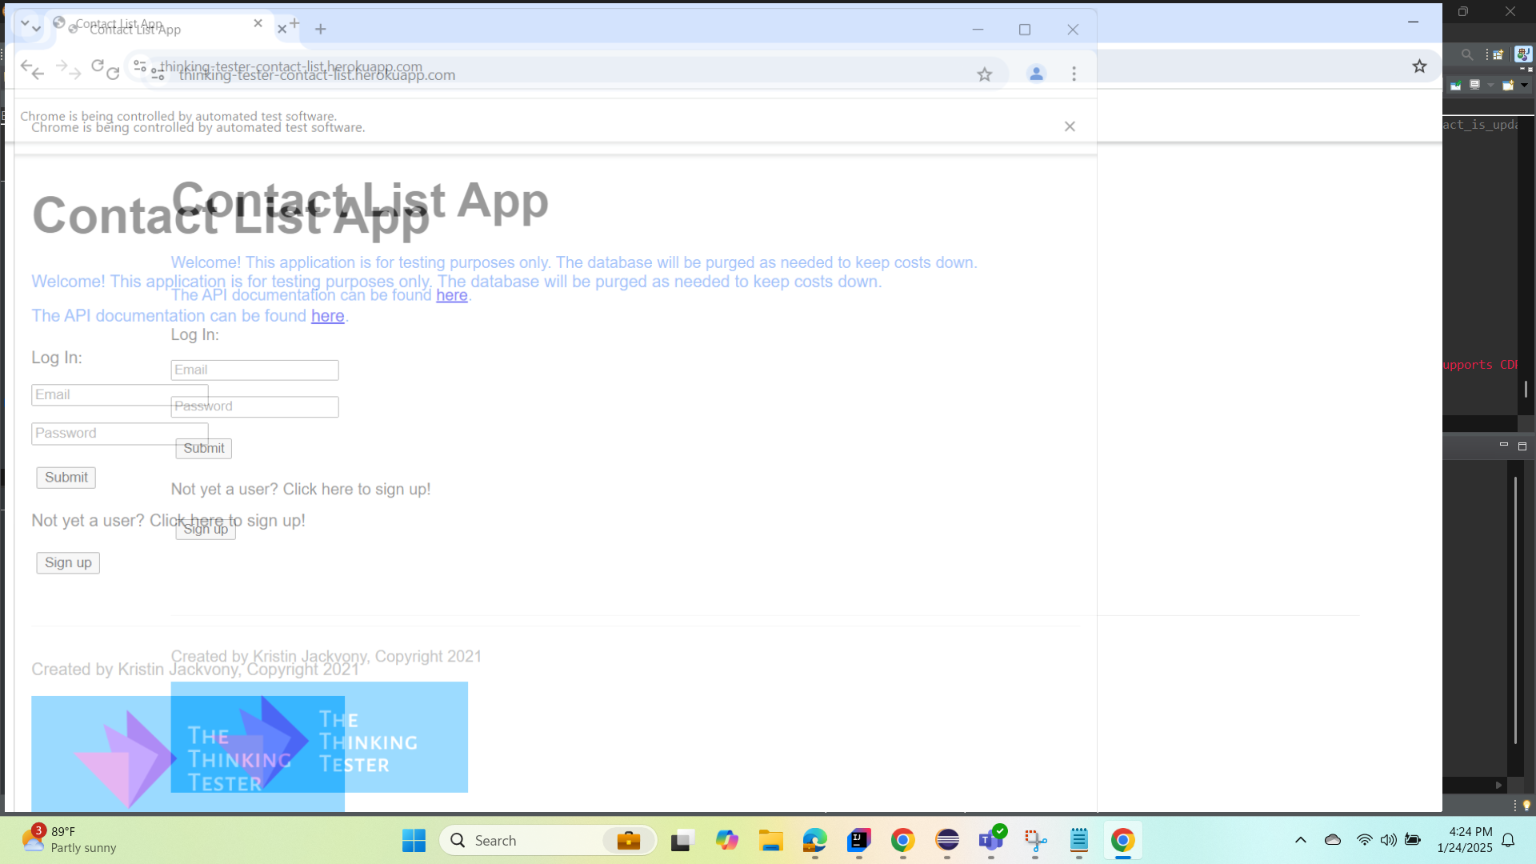 Contact List App
Contact List App
thinking-tester-contact-list.herokuapp.com
thinking-tester-contact-list.herokuapp.com
Chrome is being controlled by automated test software.
Chrome is being controlled by automated test software.
act_is_upda
Contact List App
Contact List App
Welcome! This application is for testing purposes only. The database will be purged as needed to keep costs down.
Welcome! This application is for testing purposes only. The database will be purged as needed to keep costs down.
The API documentation can be found here.
The API documentation can be found here.
Log In:
Log In:
upports CD
Email
Email
Password
Password
Submit
Submit
Not yet a user? Click here to sign up!
Not yet a user? Click here to sign up!
Sign up
Sign up
Created by Kristin Jackvony, Copyright 2021
Created by Kristin Jackvony, Copyright 2021
THE
THINKING
TESTER
THE
THINKING
TESTER
3
89°F
Partly sunny
Search
4:24 PM
1/24/2025